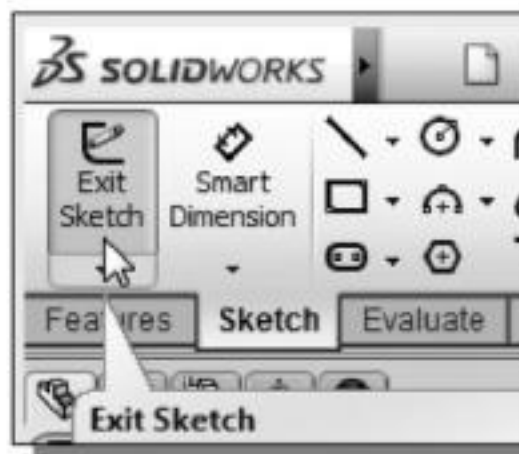 SOLIDWORKS
Exit
Sketch
Smart
Dimension
Features
Sketch
Evaluate
Exit Sketch